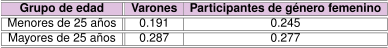 Grupo de edad Varones Participantes de género femenino
Menores de 25 años 0.191 0.245
Mayores de 25 años 0.287 0.277